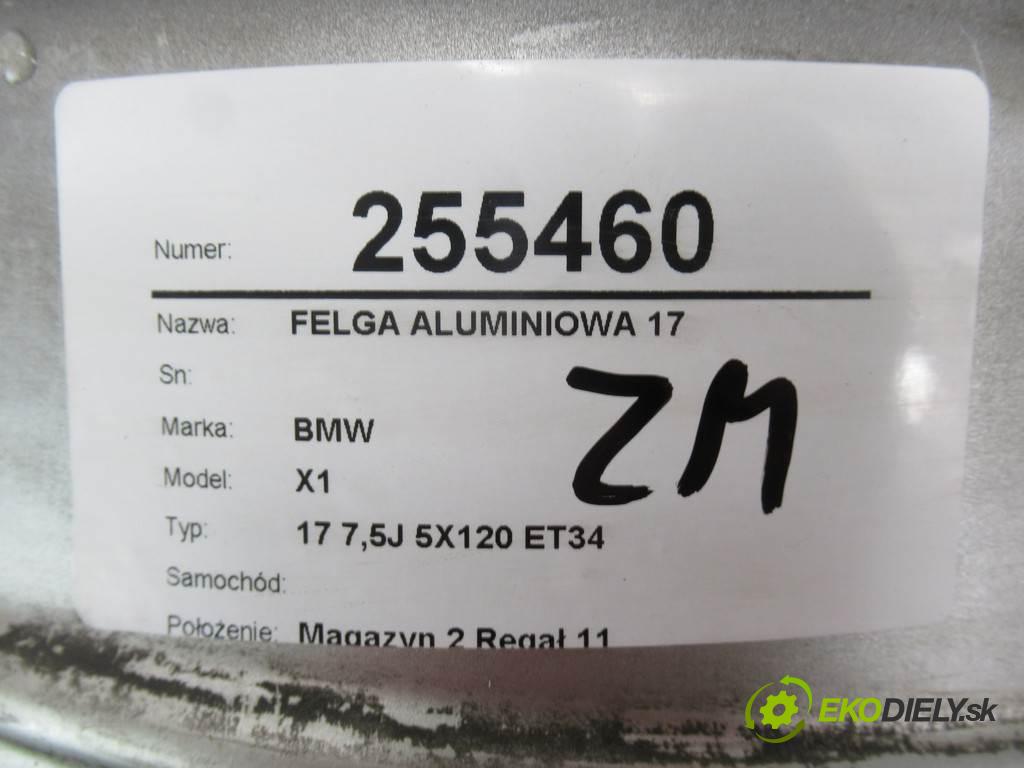 Numer: 255460
Nazwa: FELGA ALUMINIOWA 17
Sn:
Marka: BMW
ZM
Model: X1
Typ: 17 7,5J 5X120 ET34
Samochód:
Położenie: Magazyn 2 Regał 11
EKODIELY.sk